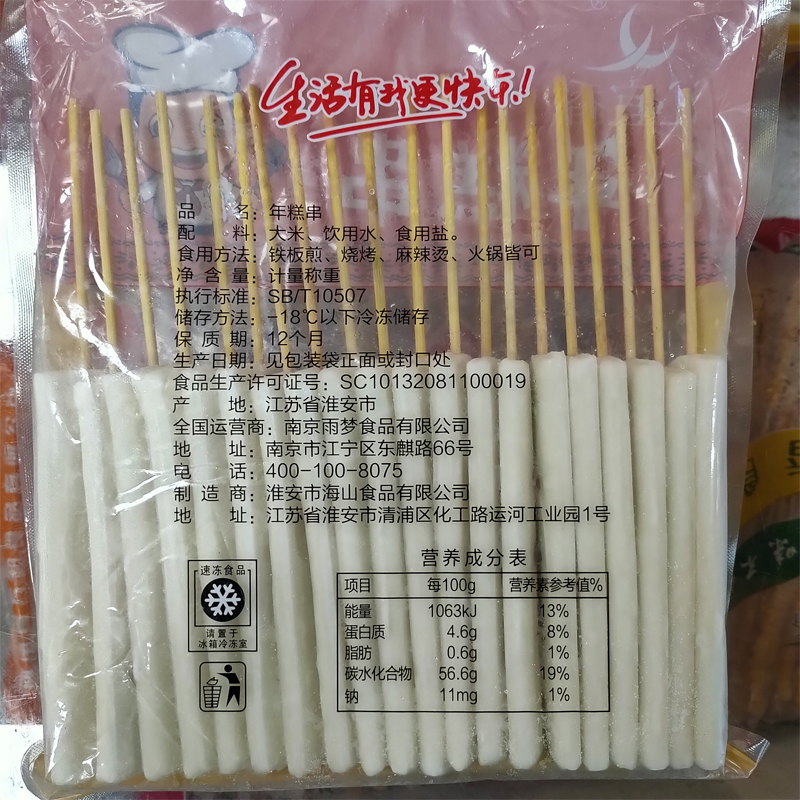 生活有我更快乐!
品 名：年糕串
配 料：大米、饮用水、食用盐。
食用方法：铁板煎、烧烤、麻辣烫、火锅皆可
净 含 量：计量称重
执行标准：SB/T10507
储存方法：-18℃以下冷冻储存
保 质 期：12个月
生产日期：见包装袋正面或封口处
食品生产许可证号：SC10132081100019
产 地：江苏省淮安市
全国运营商：南京雨梦食品有限公司
地 址：南京市江宁区东麒路66号
电 话：400-100-8075
制 造 商：淮安市海山食品有限公司
地 址：江苏省淮安市清浦区化工路运河工业园1号
营养成分表
项目 每100g 营养素参考值%
能量 1063kJ 13%
蛋白质 4.6g 8%
脂肪 0.6g 1%
碳水化合物 56.6g 19%
钠 11mg 1%
速冻食品
请置于
冰箱冷冻室